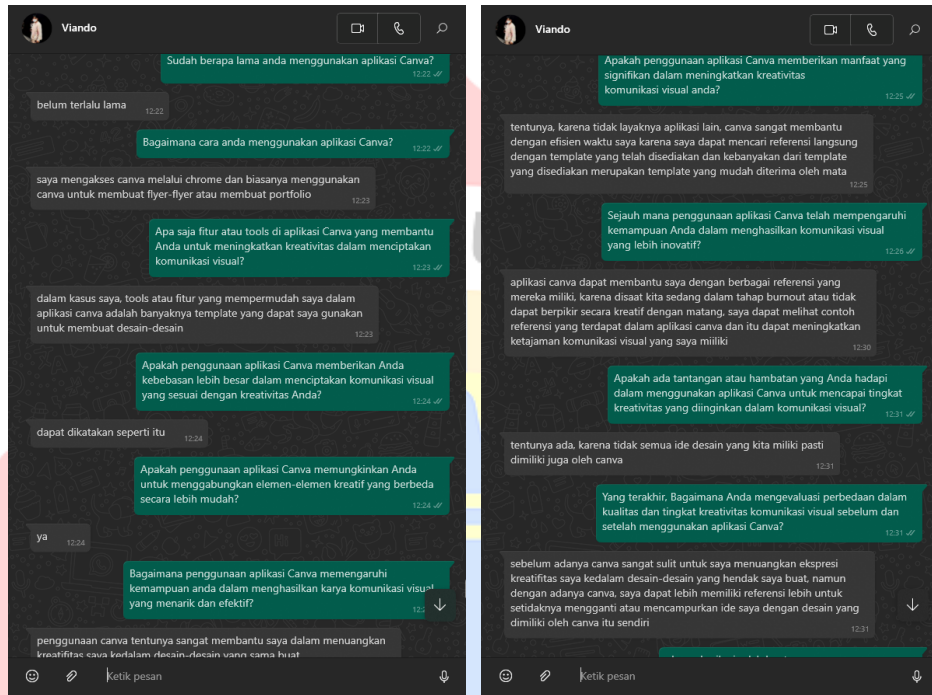 Viando
Sudah berapa lama anda menggunakan aplikasi Canva?
12:22
belum terlalu lama
12:22
Bagaimana cara anda menggunakan aplikasi Canva?
12:22
saya mengakses canva melalui chrome dan biasanya menggunakan
canva untuk membuat flyer-flyer atau membuat portfolio
12:23
Apa saja fitur atau tools di aplikasi Canva yang membantu
Anda untuk meningkatkan kreativitas dalam menciptakan
komunikasi visual?
12:23
dalam kasus saya, tools atau fitur yang mempermudah saya dalam
aplikasi canva adalah banyaknya template yang dapat saya gunakan
untuk membuat desain-desain
12:23
Apakah penggunaan aplikasi Canva memberikan Anda
kebebasan lebih besar dalam menciptakan komunikasi visual
yang sesuai dengan kreativitas Anda?
12:24
dapat dikatakan seperti itu
12:24
Apakah penggunaan aplikasi Canva memungkinkan Anda
untuk menggabungkan elemen-elemen kreatif yang berbeda
secara lebih mudah?
12:24
ya
12:24
Bagaimana penggunaan aplikasi Canva memengaruhi
kemampuan anda dalam menghasilkan karya komunikasi visual
yang menarik dan efektif?
penggunaan canva tentunya sangat membantu saya dalam menuangkan
kreatifitas saya kedalam desain-desain yang sama buat
Ketik pesan
Viando
Apakah penggunaan aplikasi Canva memberikan manfaat yang
signifikan dalam meningkatkan kreativitas
komunikasi visual anda?
12:25
tentunya, karena tidak layaknya aplikasi lain, canva sangat membantu
dengan efisien waktu saya karena saya dapat mencari referensi langsung
dengan template yang telah disediakan dan kebanyakan dari template
yang disediakan merupakan template yang mudah diterima oleh mata
12:25
Sejauh mana penggunaan aplikasi Canva telah mempengaruhi
kemampuan Anda dalam menghasilkan komunikasi visual
yang lebih inovatif?
12:26
aplikasi canva dapat membantu saya dengan berbagai referensi yang
mereka miliki, karena disaat kita sedang dalam tahap burnout atau tidak
dapat berpikir secara kreatif dengan matang, saya dapat melihat contoh
referensi yang terdapat dalam aplikasi canva dan itu dapat meningkatkan
ketajaman komunikasi visual yang saya miiliki
12:30
Apakah ada tantangan atau hambatan yang Anda hadapi
dalam menggunakan aplikasi Canva untuk mencapai tingkat
kreativitas yang diinginkan dalam komunikasi visual?
12:31
tentunya ada, karena tidak semua ide desain yang kita miliki pasti
dimiliki juga oleh canva
12:31
Yang terakhir, Bagaimana Anda mengevaluasi perbedaan dalam
kualitas dan tingkat kreativitas komunikasi visual sebelum dan
setelah menggunakan aplikasi Canva?
12:31
sebelum adanya canva sangat sulit untuk saya menuangkan ekspresi
kreatifitas saya kedalam desain-desain yang hendak saya buat, namun
dengan adanya canva, saya dapat lebih memiliki referensi lebih untuk
setidaknya mengganti atau mencampurkan ide saya dengan desain yang
dimiliki oleh canva itu sendiri
12:31
Ketik pesan